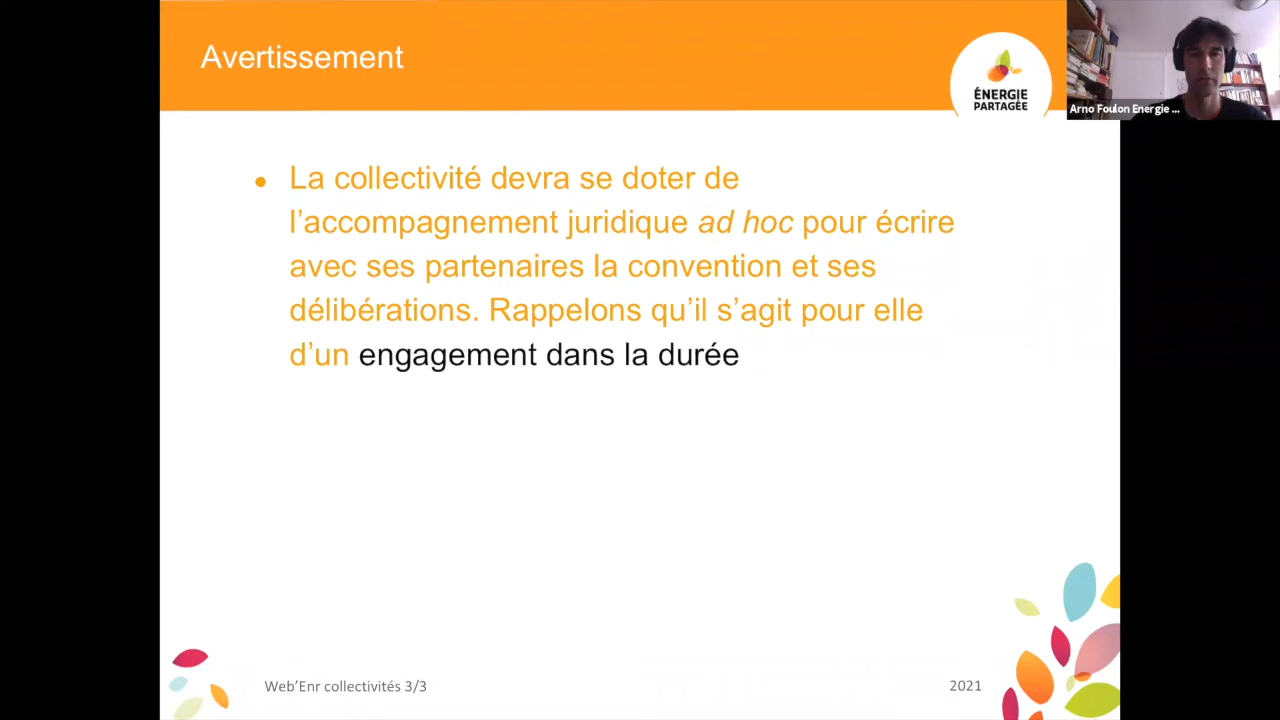 Avertissement
ÉNERGIE
PARTAGÉE
Arno Foulon Energie ...
● La collectivité devra se doter de
l’accompagnement juridique ad hoc pour écrire
avec ses partenaires la convention et ses
délibérations. Rappelons qu’il s’agit pour elle
d’un engagement dans la durée
Web’Enr collectivités 3/3
2021